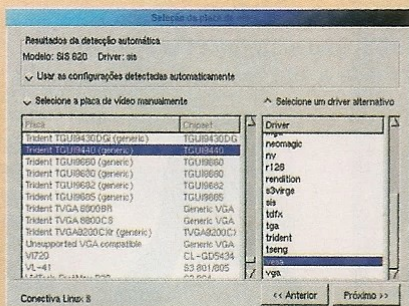 Seleção da placa de
Resultados da detecção automática
Modelo: SiS 620 Driver: sis
Usar as configurações detectadas automaticamente
Selecione a placa de vídeo manualmente
Selecione um driver alternativo
Placa Chipset
Trident TGUI9430DGi (generic) TGUI9430DG
Trident TGUI9440 (generic) TGUI9440
Trident TGUI9660 (generic) TGUI9660
Trident TGUI9680 (generic) TGUI9680
Trident TGUI9682 (generic) TGUI9682
Trident TGUI9685 (generic) TGUI9685
Trident TVGA 8800BR Generic VGA
Trident TVGA 8800CS Generic VGA
Trident TVGA9200CXr (generic) TVGA9200C
Unsupported VGA compatible Generic VGA
VI720 CL-GD5434
VL-41 S3 801/805
Driver
neomagic
nv
r128
rendition
s3virge
sis
tdfx
tga
trident
tseng
vesa
vga
Conectiva Linux 8
<< Anterior
Próximo >>